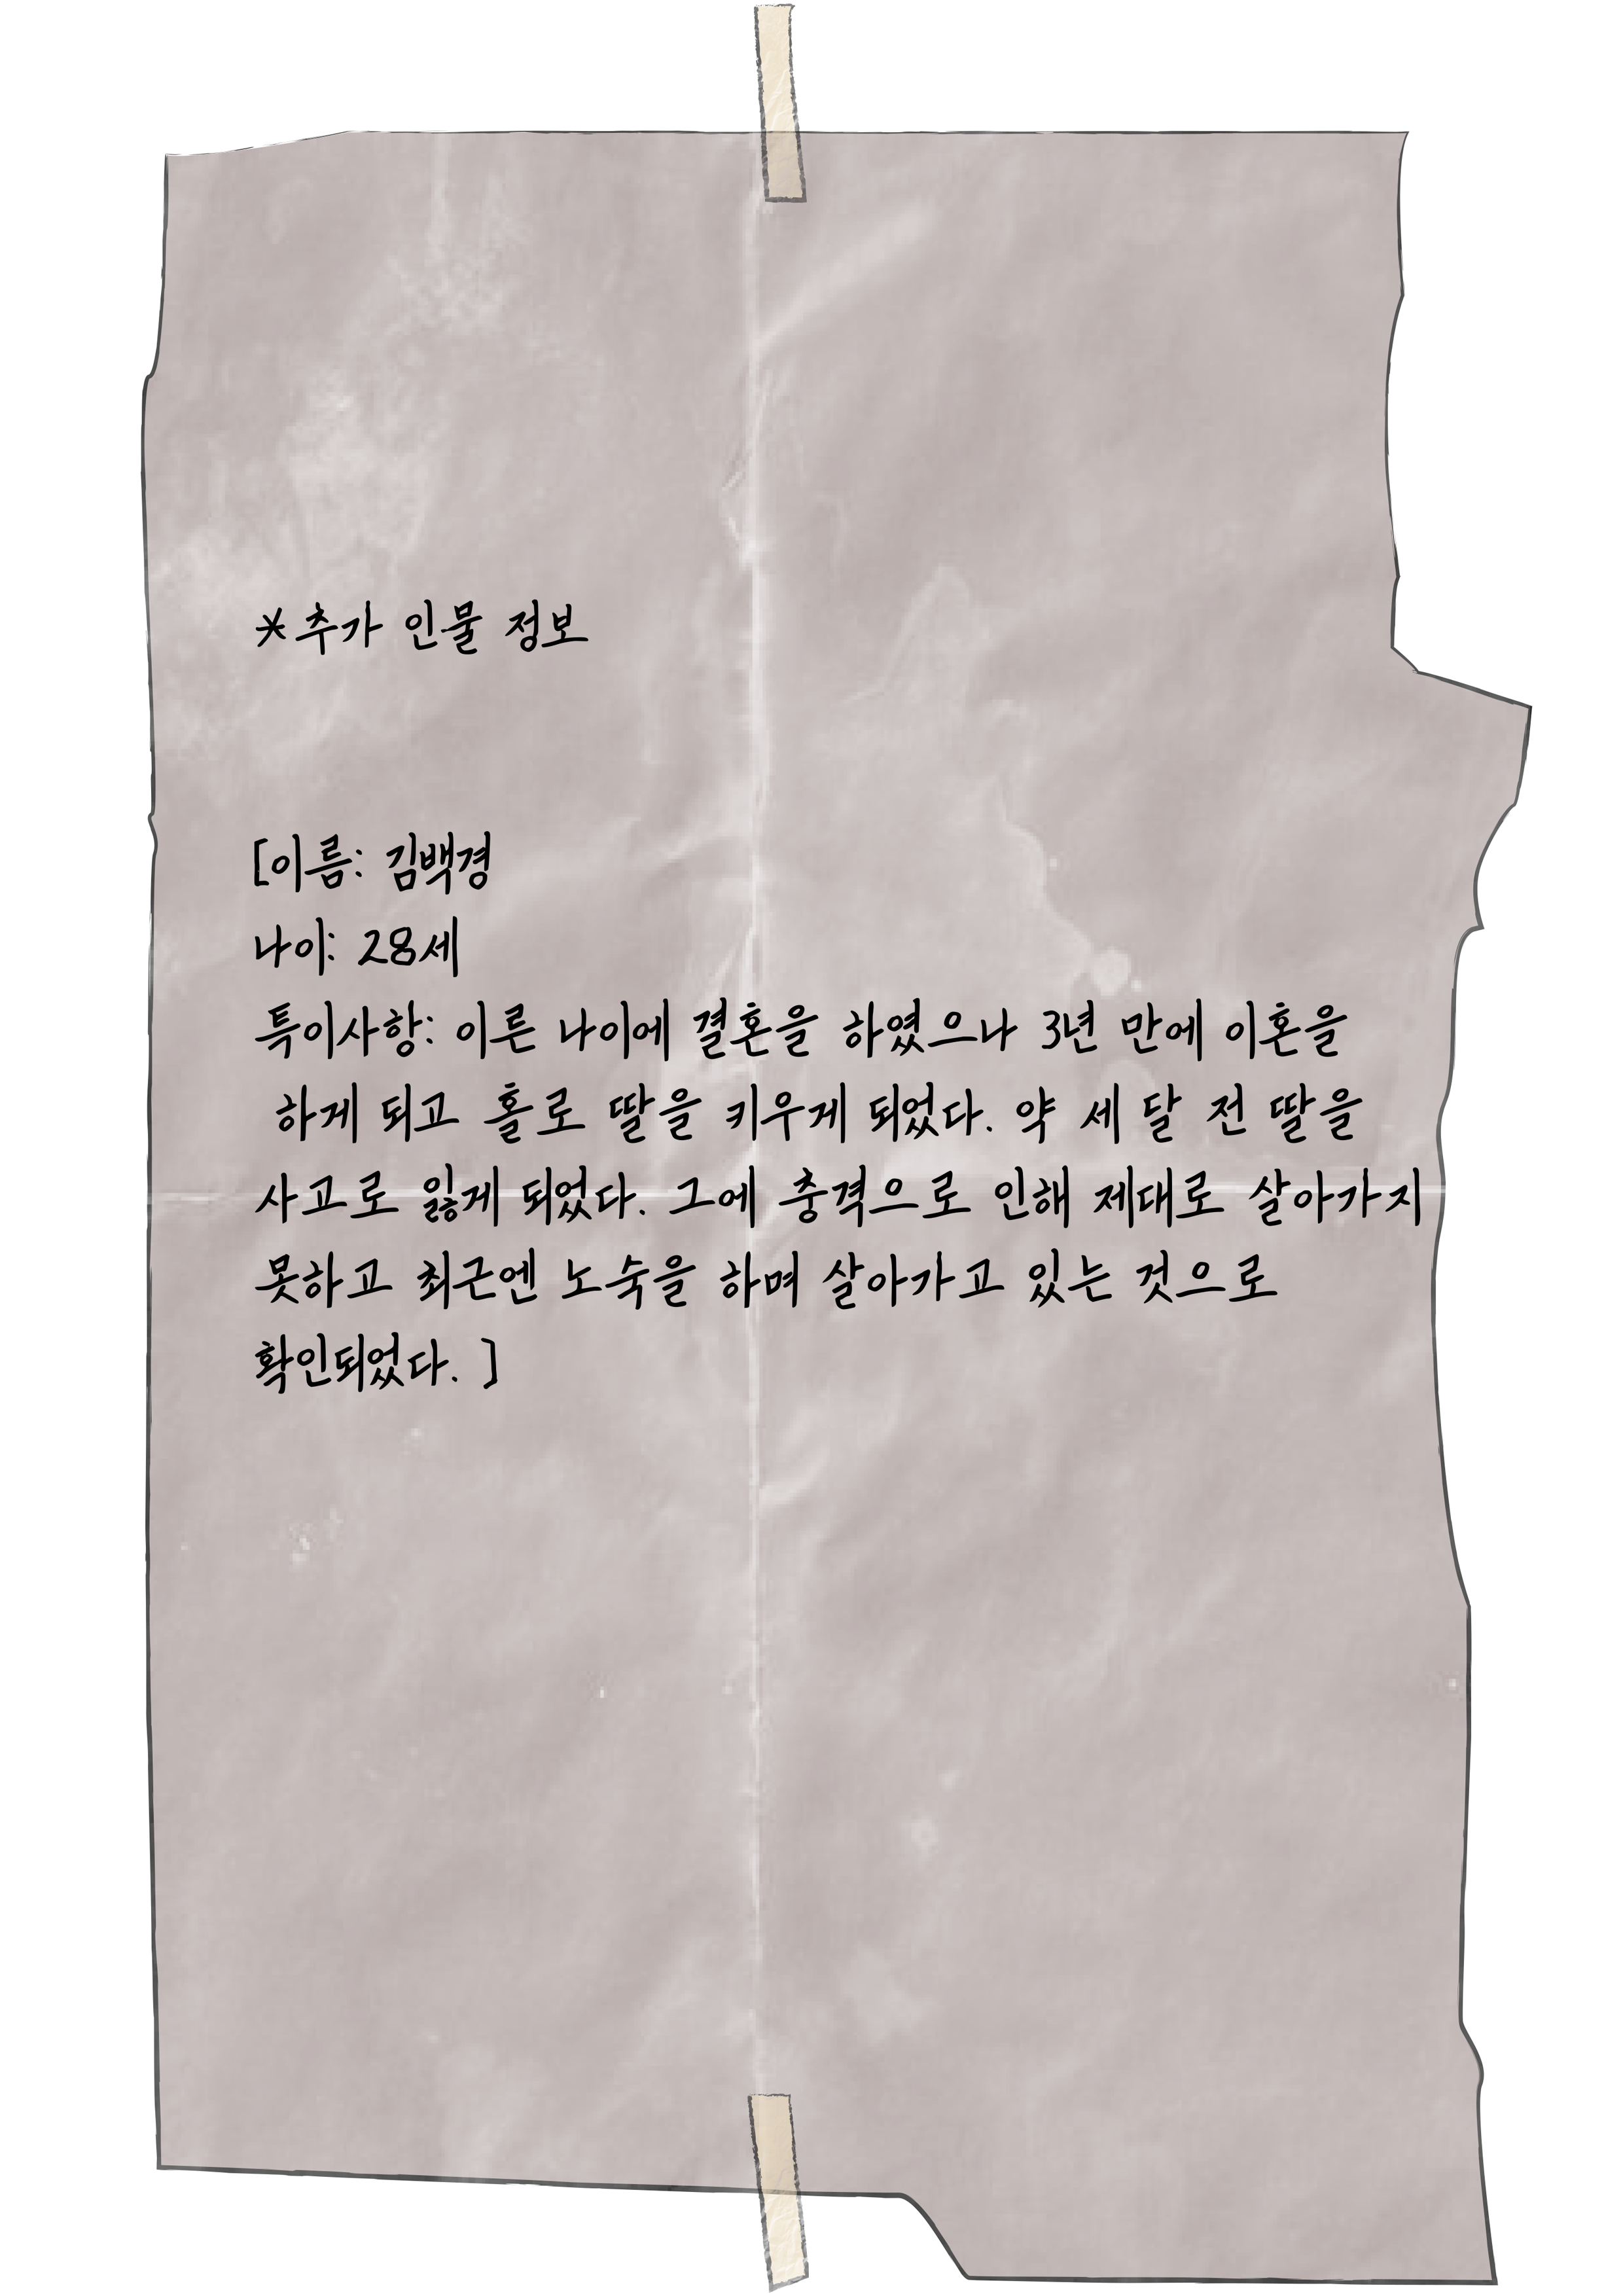 *추가 인물 정보
[이름: 김백경
나이: 28세
특이사항: 이른 나이에 결혼을 하였으나 3년 만에 이혼을
하게 되고 홀로 딸을 키우게 되었다. 약 세 달 전 딸을
사고로 잃게 되었다. 그에 충격으로 인해 제대로 살아가지
못하고 최근엔 노숙을 하며 살아가고 있는 것으로
확인되었다. ]